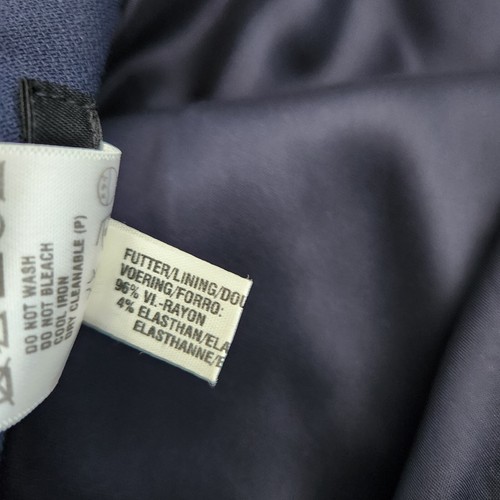 DO NOT WASH
DO NOT BLEACH
COOL IRON
DRY CLEANABLE (P)
FUTTER/LINING/DOU
VOERING/FORRO:
96% VI.-RAYON
4% ELASTHAN/ELA
ELASTHANNE/E